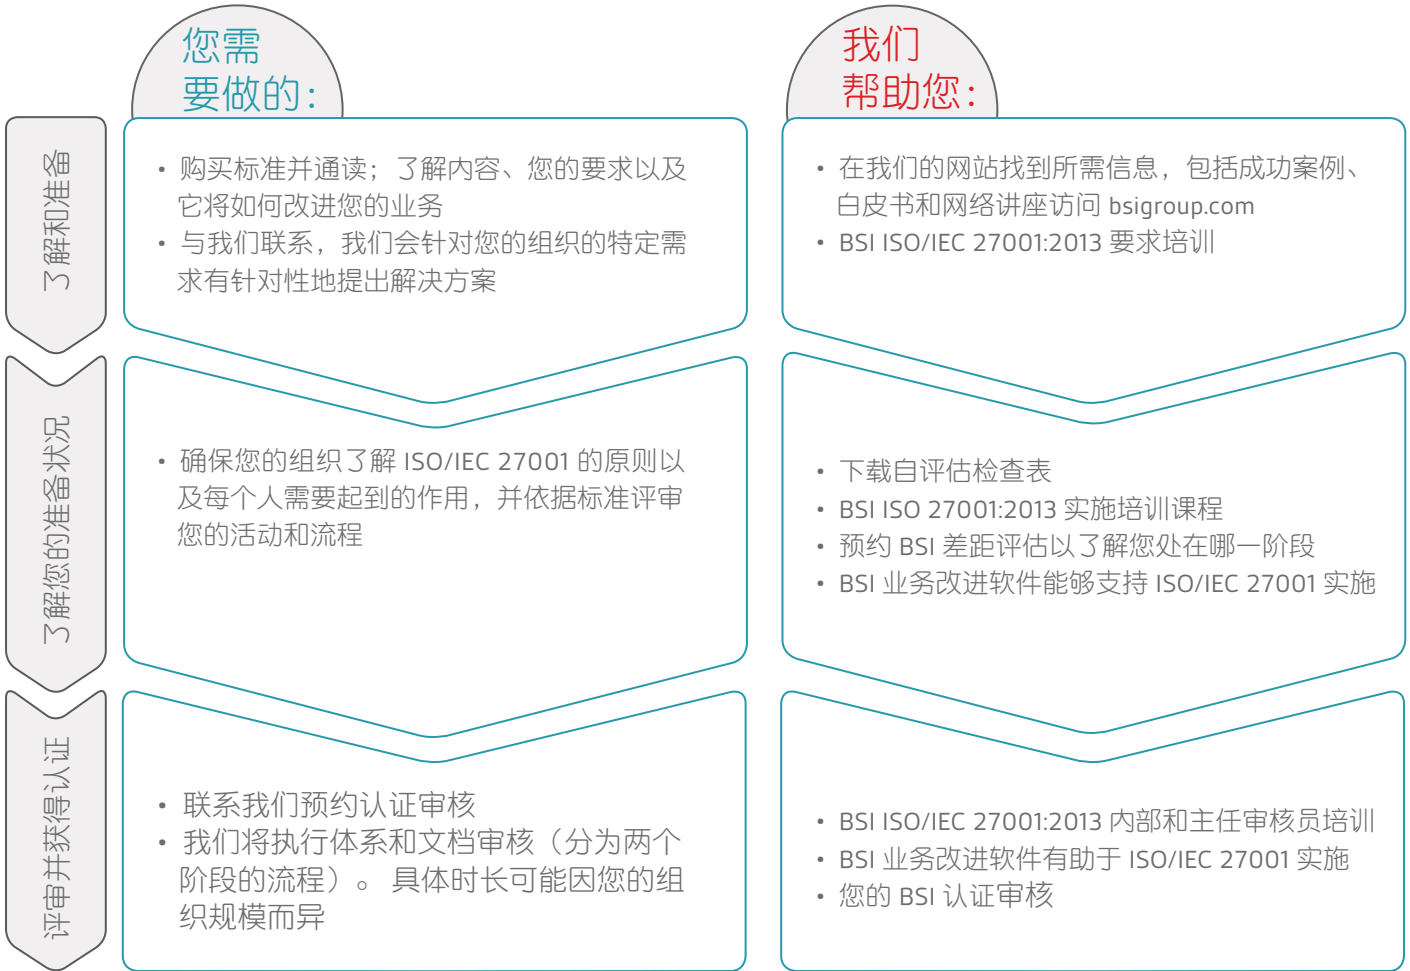 您需
要做的：
我们
帮助您：
了解和准备
• 购买标准并通读；了解内容、您的要求以及
它将如何改进您的业务
• 与我们联系，我们会针对您的组织的特定需
求有针对性地提出解决方案
• 在我们的网站找到所需信息，包括成功案例、
白皮书和网络讲座访问 bsigroup.com
• BSI ISO/IEC 27001:2013 要求培训
了解您的准备状况
• 确保您的组织了解 ISO/IEC 27001 的原则以
及每个人需要起到的作用，并依据标准评审
您的活动和流程
• 下载自评估检查表
• BSI ISO 27001:2013 实施培训课程
• 预约 BSI 差距评估以了解您处在哪一阶段
• BSI 业务改进软件能够支持 ISO/IEC 27001 实施
评审并获得认证
• 联系我们预约认证审核
• 我们将执行体系和文档审核（分为两个
阶段的流程）。 具体时长可能因您的组
织规模而异
• BSI ISO/IEC 27001:2013 内部和主任审核员培训
• BSI 业务改进软件有助于 ISO/IEC 27001 实施
• 您的 BSI 认证审核